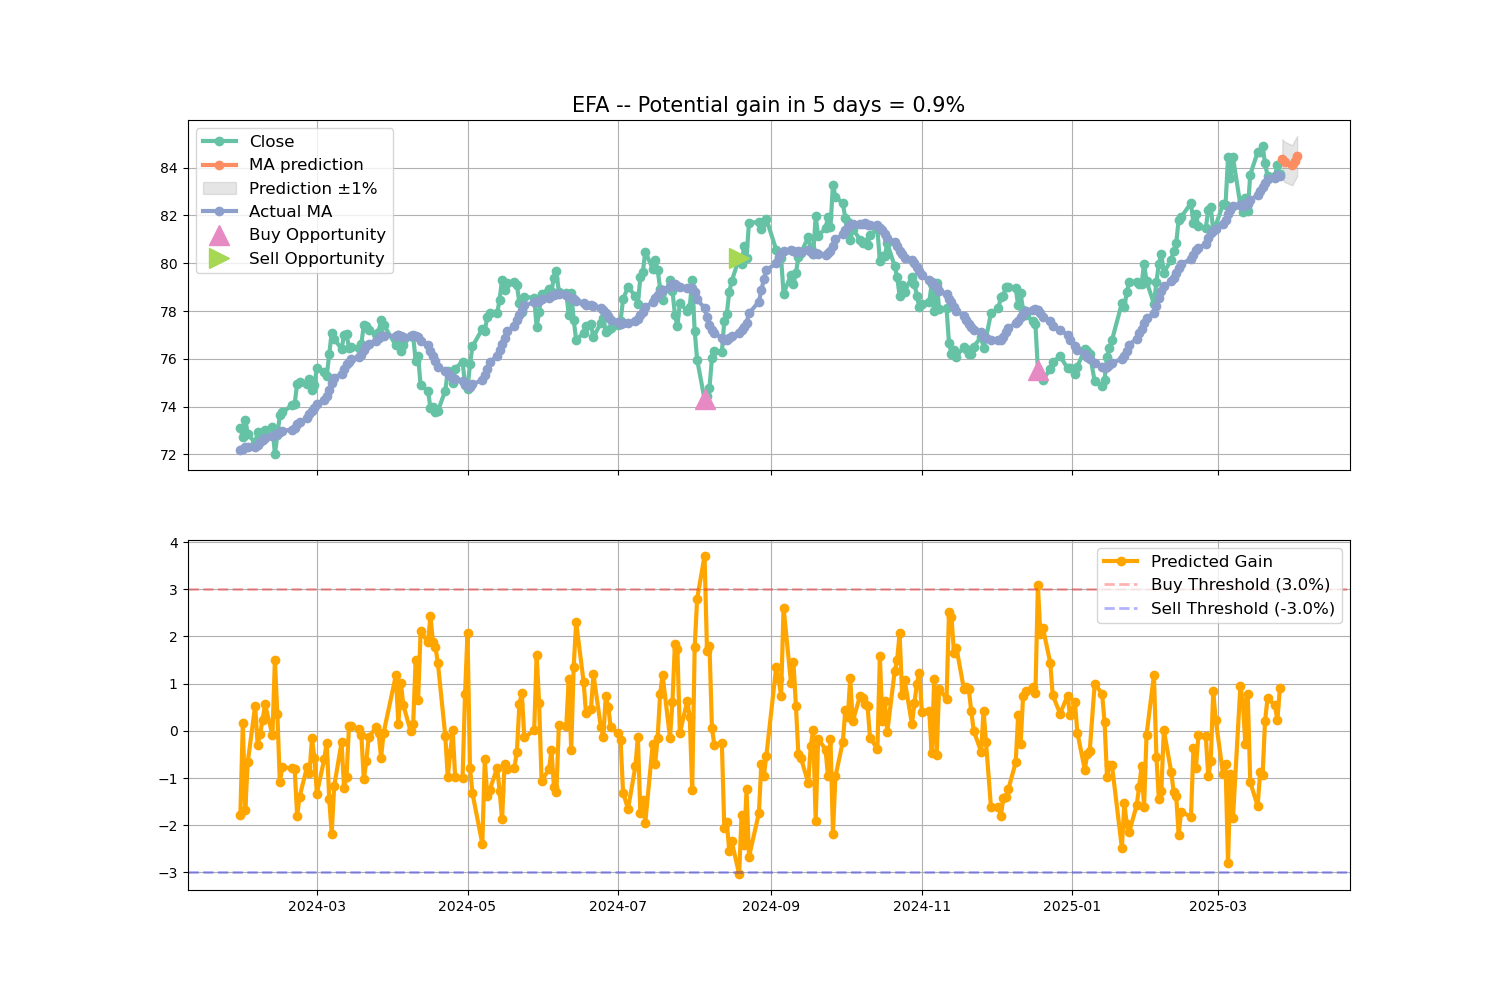 EFA -- Potential gain in 5 days = 0.9%
Close
MA prediction
Prediction ±1%
Actual MA
Buy Opportunity
Sell Opportunity
84
82
80
78
76
74
72
4
3
2
1
0
−1
−2
−3
Predicted Gain
Buy Threshold (3.0%)
Sell Threshold (-3.0%)
2024-03
2024-05
2024-07
2024-09
2024-11
2025-01
2025-03